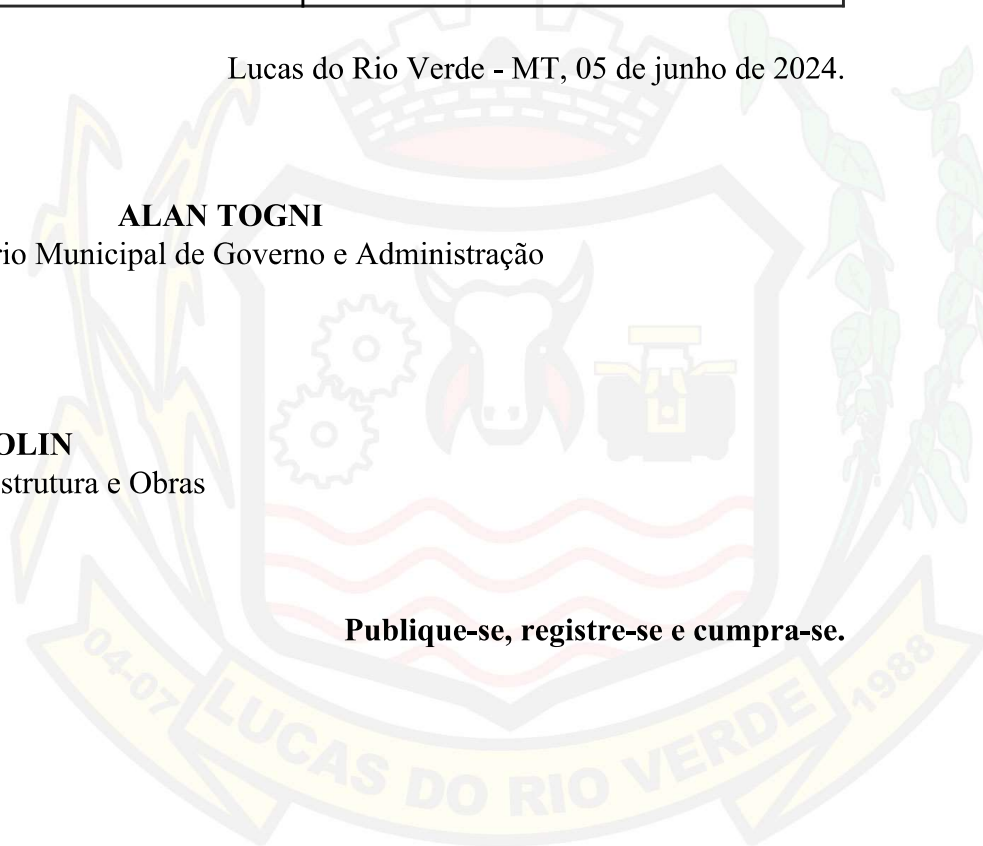 Lucas do Rio Verde - MT, 05 de junho de 2024.
ALAN TOGNI
rio Municipal de Governo e Administração
OLIN
strutura e Obras
Publique-se, registre-se e cumpra-se.
04-07
LUCAS DO RIO VERDE
1988